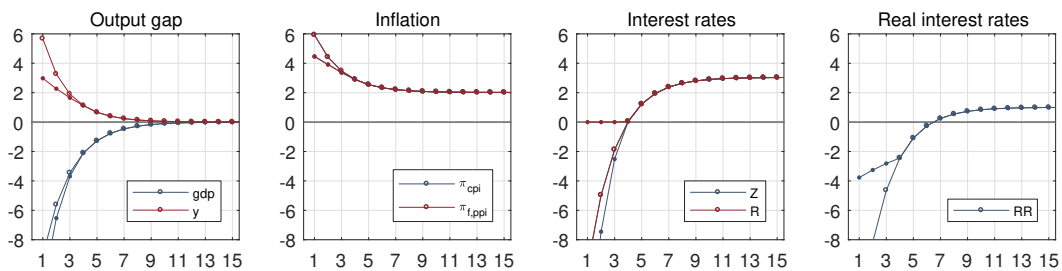 Output gap
6
4
2
0
-2
-4
-6
-8
1 3 5 7 9 11 13 15
gdp
y
Inflation
6
4
2
0
-2
-4
-6
-8
1 3 5 7 9 11 13 15
π_cpi
π_f,ppi
Interest rates
6
4
2
0
-2
-4
-6
-8
1 3 5 7 9 11 13 15
Z
R
Real interest rates
6
4
2
0
-2
-4
-6
-8
1 3 5 7 9 11 13 15
RR